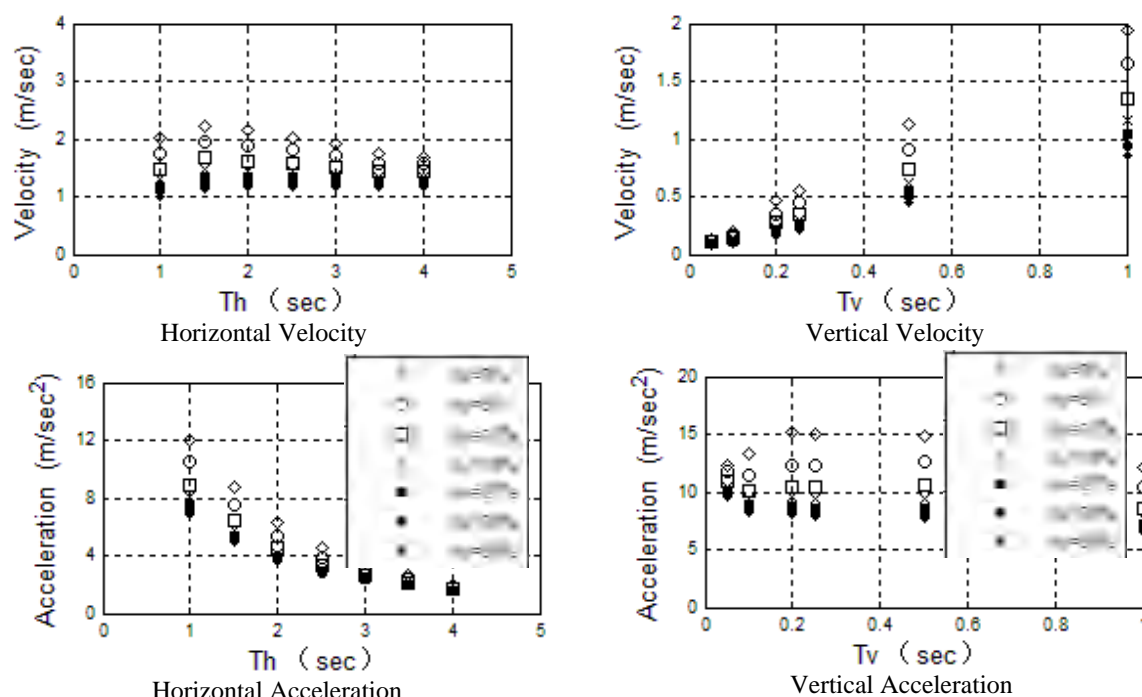 4
3
2
1
0
0 1 2 3 4 5
Velocity (m/sec)
Th (sec)
Horizontal Velocity
2
1.5
1
0.5
0
0 0.2 0.4 0.6 0.8 1
Velocity (m/sec)
Tv (sec)
Vertical Velocity
16
12
8
4
0
0 1 2 3 4 5
Acceleration (m/sec²)
Th (sec)
Horizontal Acceleration
20
15
10
5
0
0 0.2 0.4 0.6 0.8
Acceleration (m/sec²)
Tv (sec)
Vertical Acceleration